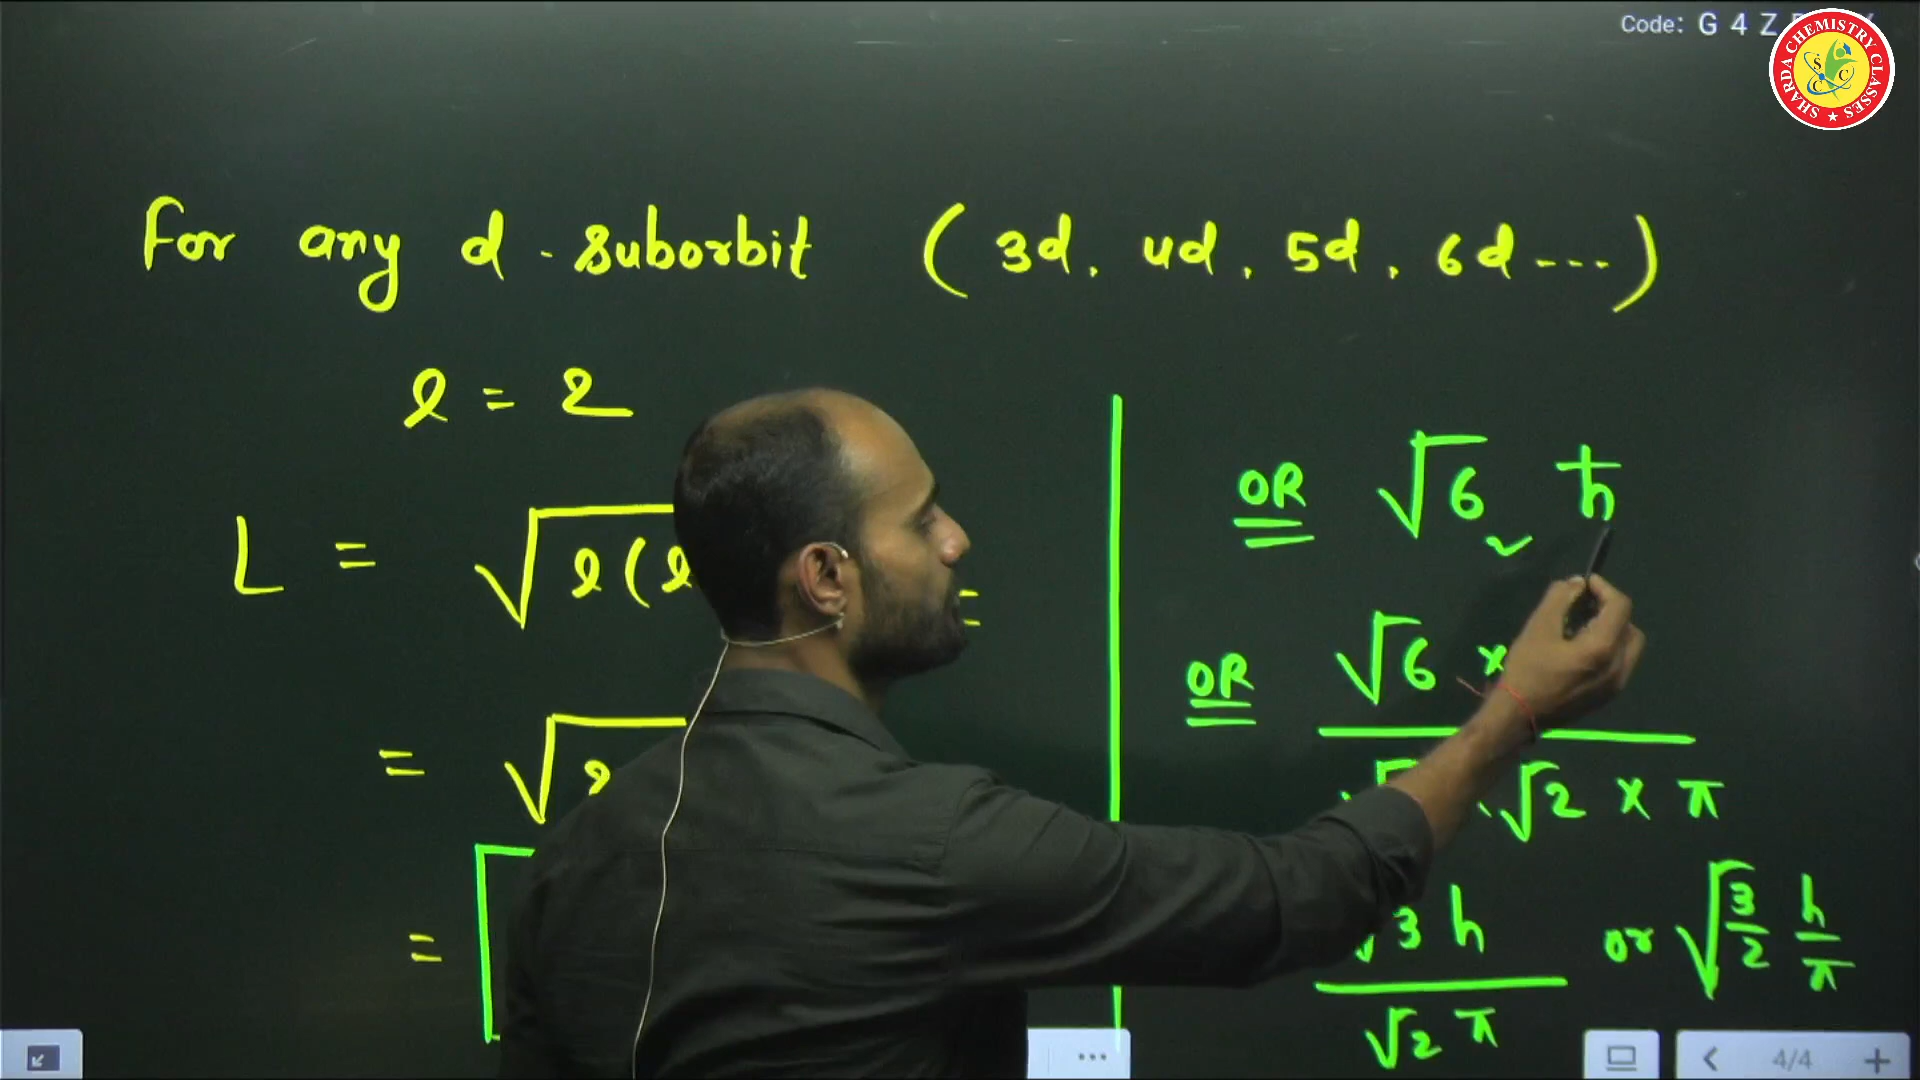 Code: G 4 Z
SHARDA CHEMISTRY CLASSES
S C C
For any d - suborbit ( 3d, 4d, 5d, 6d ---- )
l = 2
L = √l(l =
= √2
=
OR √6 ħ
OR √6 ×
√2 × π
√3 h
√2 π
or √3/2 h/π
4/4